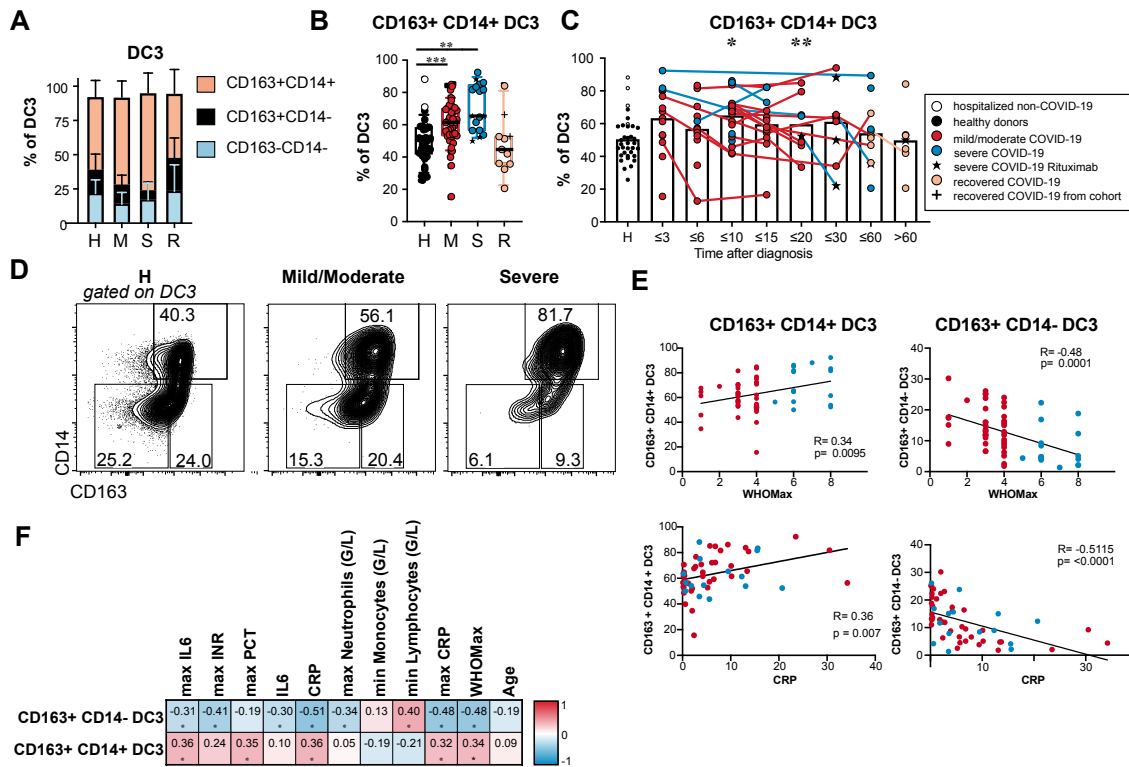 A
DC3
% of DC3
100
75
50
25
0
H M S R
CD163+CD14+
CD163+CD14-
CD163-CD14-
B
CD163+ CD14+ DC3
**
***
% of DC3
100
80
60
40
20
0
H M S R
C
CD163+ CD14+ DC3
* **
% of DC3
100
80
60
40
20
0
H ≤3 ≤6 ≤10 ≤15 ≤20 ≤30 ≤60 >60
Time after diagnosis
hospitalized non-COVID-19
healthy donors
mild/moderate COVID-19
severe COVID-19
severe COVID-19 Rituximab
recovered COVID-19
recovered COVID-19 from cohort
D
H Mild/Moderate Severe
gated on DC3
40.3 56.1 81.7
25.2 24.0 15.3 20.4 6.1 9.3
CD14
CD163
E
CD163+ CD14+ DC3
CD163+ CD14+ DC3
100
80
60
40
20
0
R= 0.34
p= 0.0095
0 2 4 6 8
WHOMax
CD163+ CD14- DC3
CD163+ CD14- DC3
40
30
20
10
0
R= -0.48
p= 0.0001
0 2 4 6 8
WHOMax
CD163 + CD14 + DC3
100
80
60
40
20
0
R= 0.36
p = 0.007
0 10 20 30 40
CRP
CD163+ CD14- DC3
40
30
20
10
0
R= -0.5115
p= <0.0001
0 10 20 30
CRP
F
max IL6
max INR
max PCT
IL6
CRP
max Neutrophils (G/L)
min Monocytes (G/L)
min Lymphocytes (G/L)
max CRP
WHOMax
Age
CD163+ CD14- DC3 -0.31 -0.41 -0.19 -0.30 -0.51 -0.34 0.13 0.40 -0.48 -0.48 -0.19
* * * * * * * *
CD163+ CD14+ DC3 0.36 0.24 0.35 0.10 0.36 0.05 -0.19 -0.21 0.32 0.34 0.09
* * * * *
1
0
-1